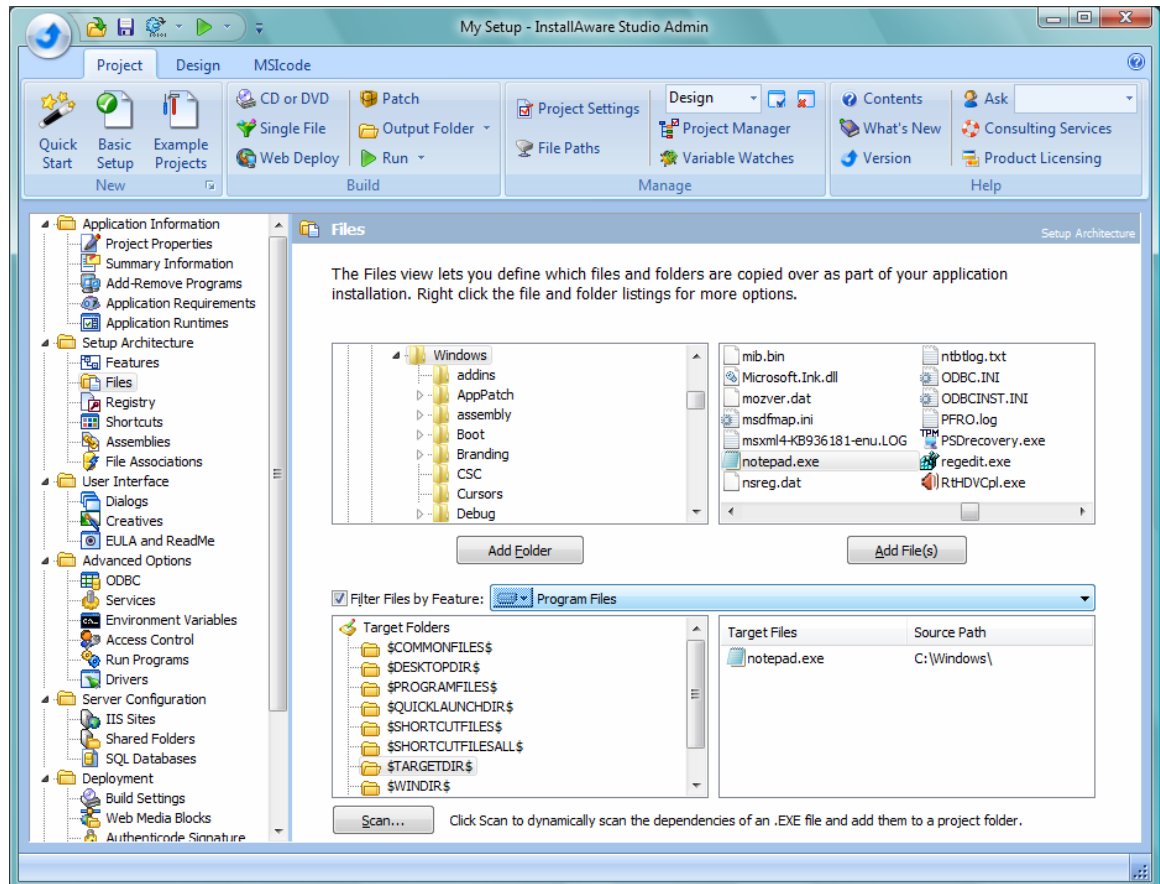 My Setup - InstallAware Studio Admin
Project Design MSIcode
Quick Start
Basic Setup
Example Projects
New
CD or DVD
Single File
Web Deploy
Patch
Output Folder
Run
Build
Project Settings
File Paths
Design
Project Manager
Variable Watches
Manage
Contents
What's New
Version
Ask
Consulting Services
Product Licensing
Help
Application Information
Project Properties
Summary Information
Add-Remove Programs
Application Requirements
Application Runtimes
Setup Architecture
Features
Files
Registry
Shortcuts
Assemblies
File Associations
User Interface
Dialogs
Creatives
EULA and ReadMe
Advanced Options
ODBC
Services
Environment Variables
Access Control
Run Programs
Drivers
Server Configuration
IIS Sites
Shared Folders
SQL Databases
Deployment
Build Settings
Web Media Blocks
Authenticode Signature
Files
Setup Architecture
The Files view lets you define which files and folders are copied over as part of your application
installation. Right click the file and folder listings for more options.
Windows
addins
AppPatch
assembly
Boot
Branding
CSC
Cursors
Debug
mib.bin
Microsoft.Ink.dll
mozver.dat
msdfmap.ini
msxml4-KB936181-enu.LOG
notepad.exe
nsreg.dat
ntbtlog.txt
ODBC.INI
ODBCINST.INI
PFRO.log
TPM PSDrecovery.exe
regedit.exe
RtHDVCpl.exe
Add Folder
Add File(s)
Filter Files by Feature: Program Files
Target Folders
$COMMONFILES$
$DESKTOPDIR$
$PROGRAMFILES$
$QUICKLAUNCHDIR$
$SHORTCUTFILES$
$SHORTCUTFILESALL$
$TARGETDIR$
$WINDIR$
Target Files Source Path
notepad.exe C:\Windows\
Scan... Click Scan to dynamically scan the dependencies of an .EXE file and add them to a project folder.